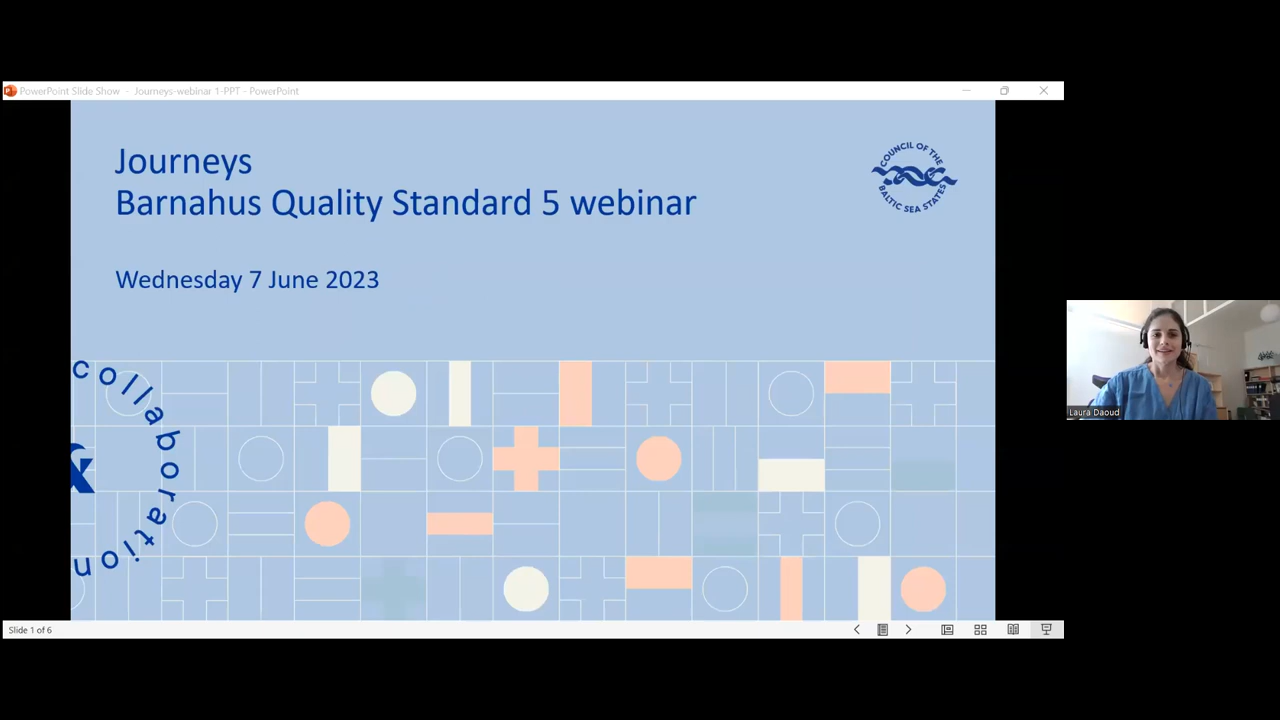 PowerPoint Slide Show - Journeys-webinar 1-PPT - PowerPoint
Journeys
Barnahus Quality Standard 5 webinar
COUNCIL OF THE
BALTIC SEA STATES
Wednesday 7 June 2023
&
collaboration
Laura Daoud
Slide 1 of 6